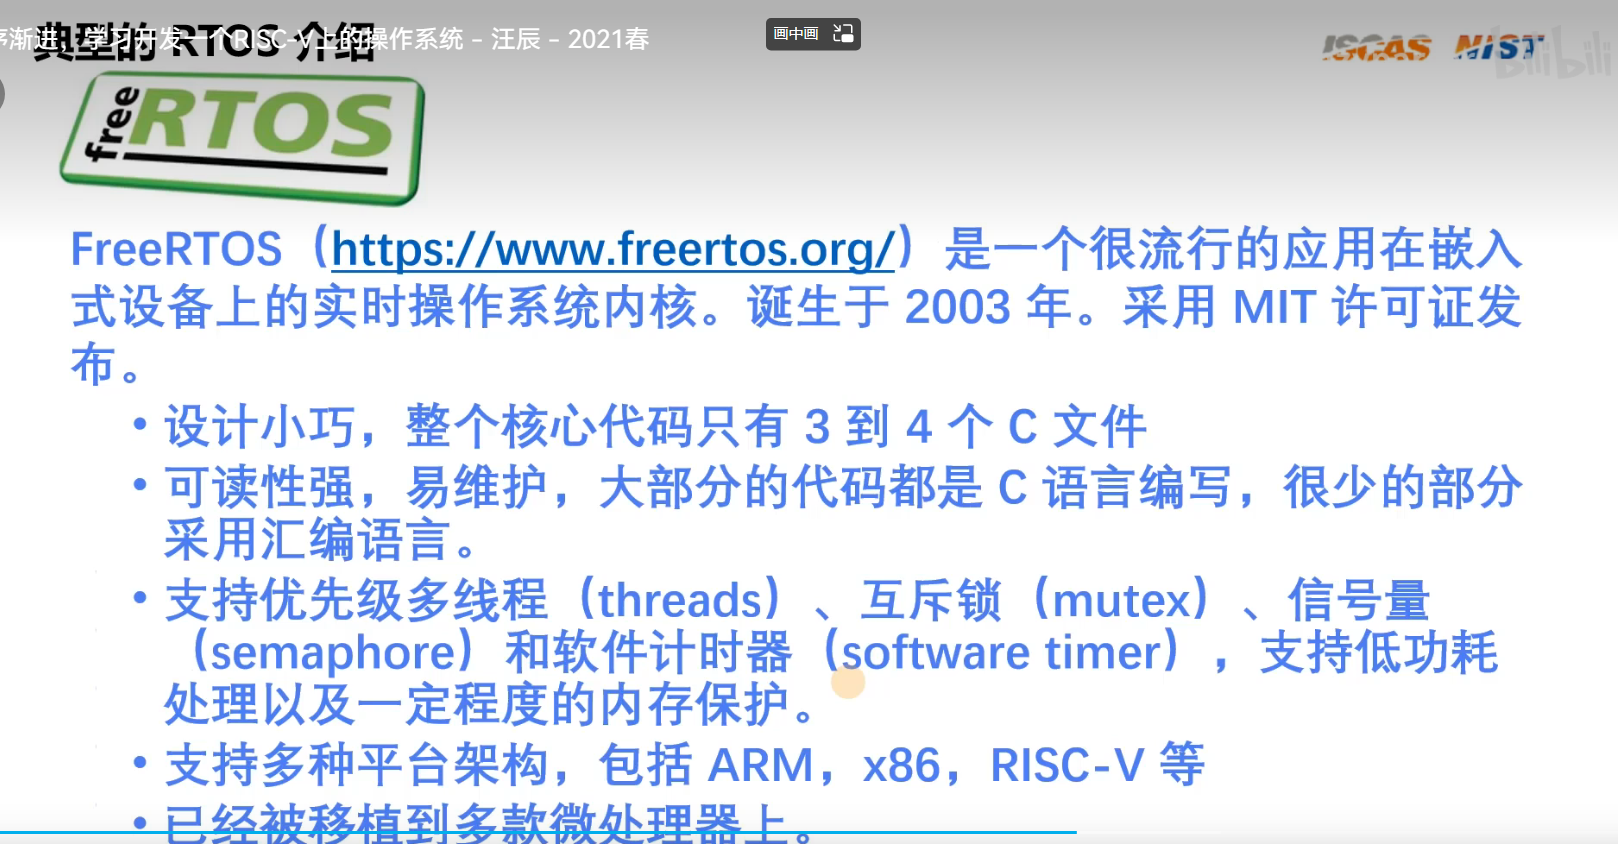 序渐进，学习开发一个RISC-V上的操作系统 - 汪辰 - 2021春
典型的 RTOS 介绍
画中画
ISCAS MIST
bilibili
free RTOS
FreeRTOS（https://www.freertos.org/）是一个很流行的应用在嵌入
式设备上的实时操作系统内核。诞生于 2003 年。采用 MIT 许可证发
布。
• 设计小巧，整个核心代码只有 3 到 4 个 C 文件
• 可读性强，易维护，大部分的代码都是 C 语言编写，很少的部分
采用汇编语言。
• 支持优先级多线程（threads）、互斥锁（mutex）、信号量
（semaphore）和软件计时器（software timer），支持低功耗
处理以及一定程度的内存保护。
• 支持多种平台架构，包括 ARM，x86，RISC-V 等
• 已经被移植到多款微处理器上。